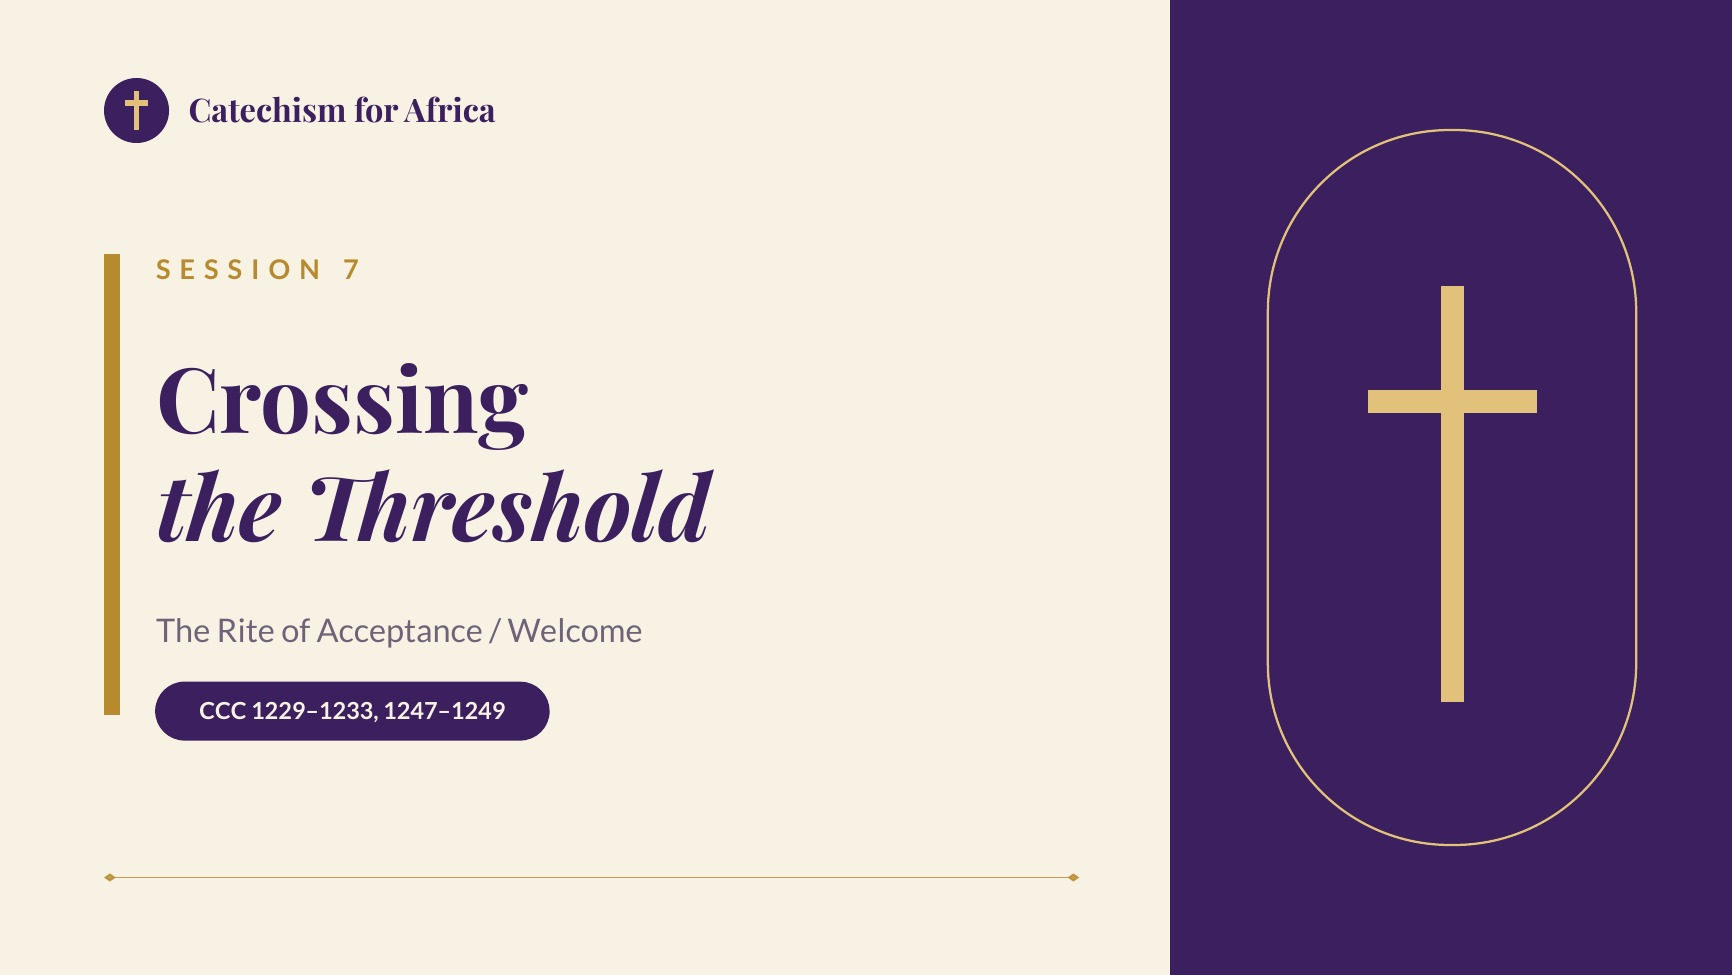 Catechism for Africa
SESSION 7
Crossing
the Threshold
The Rite of Acceptance / Welcome
CCC 1229–1233, 1247–1249